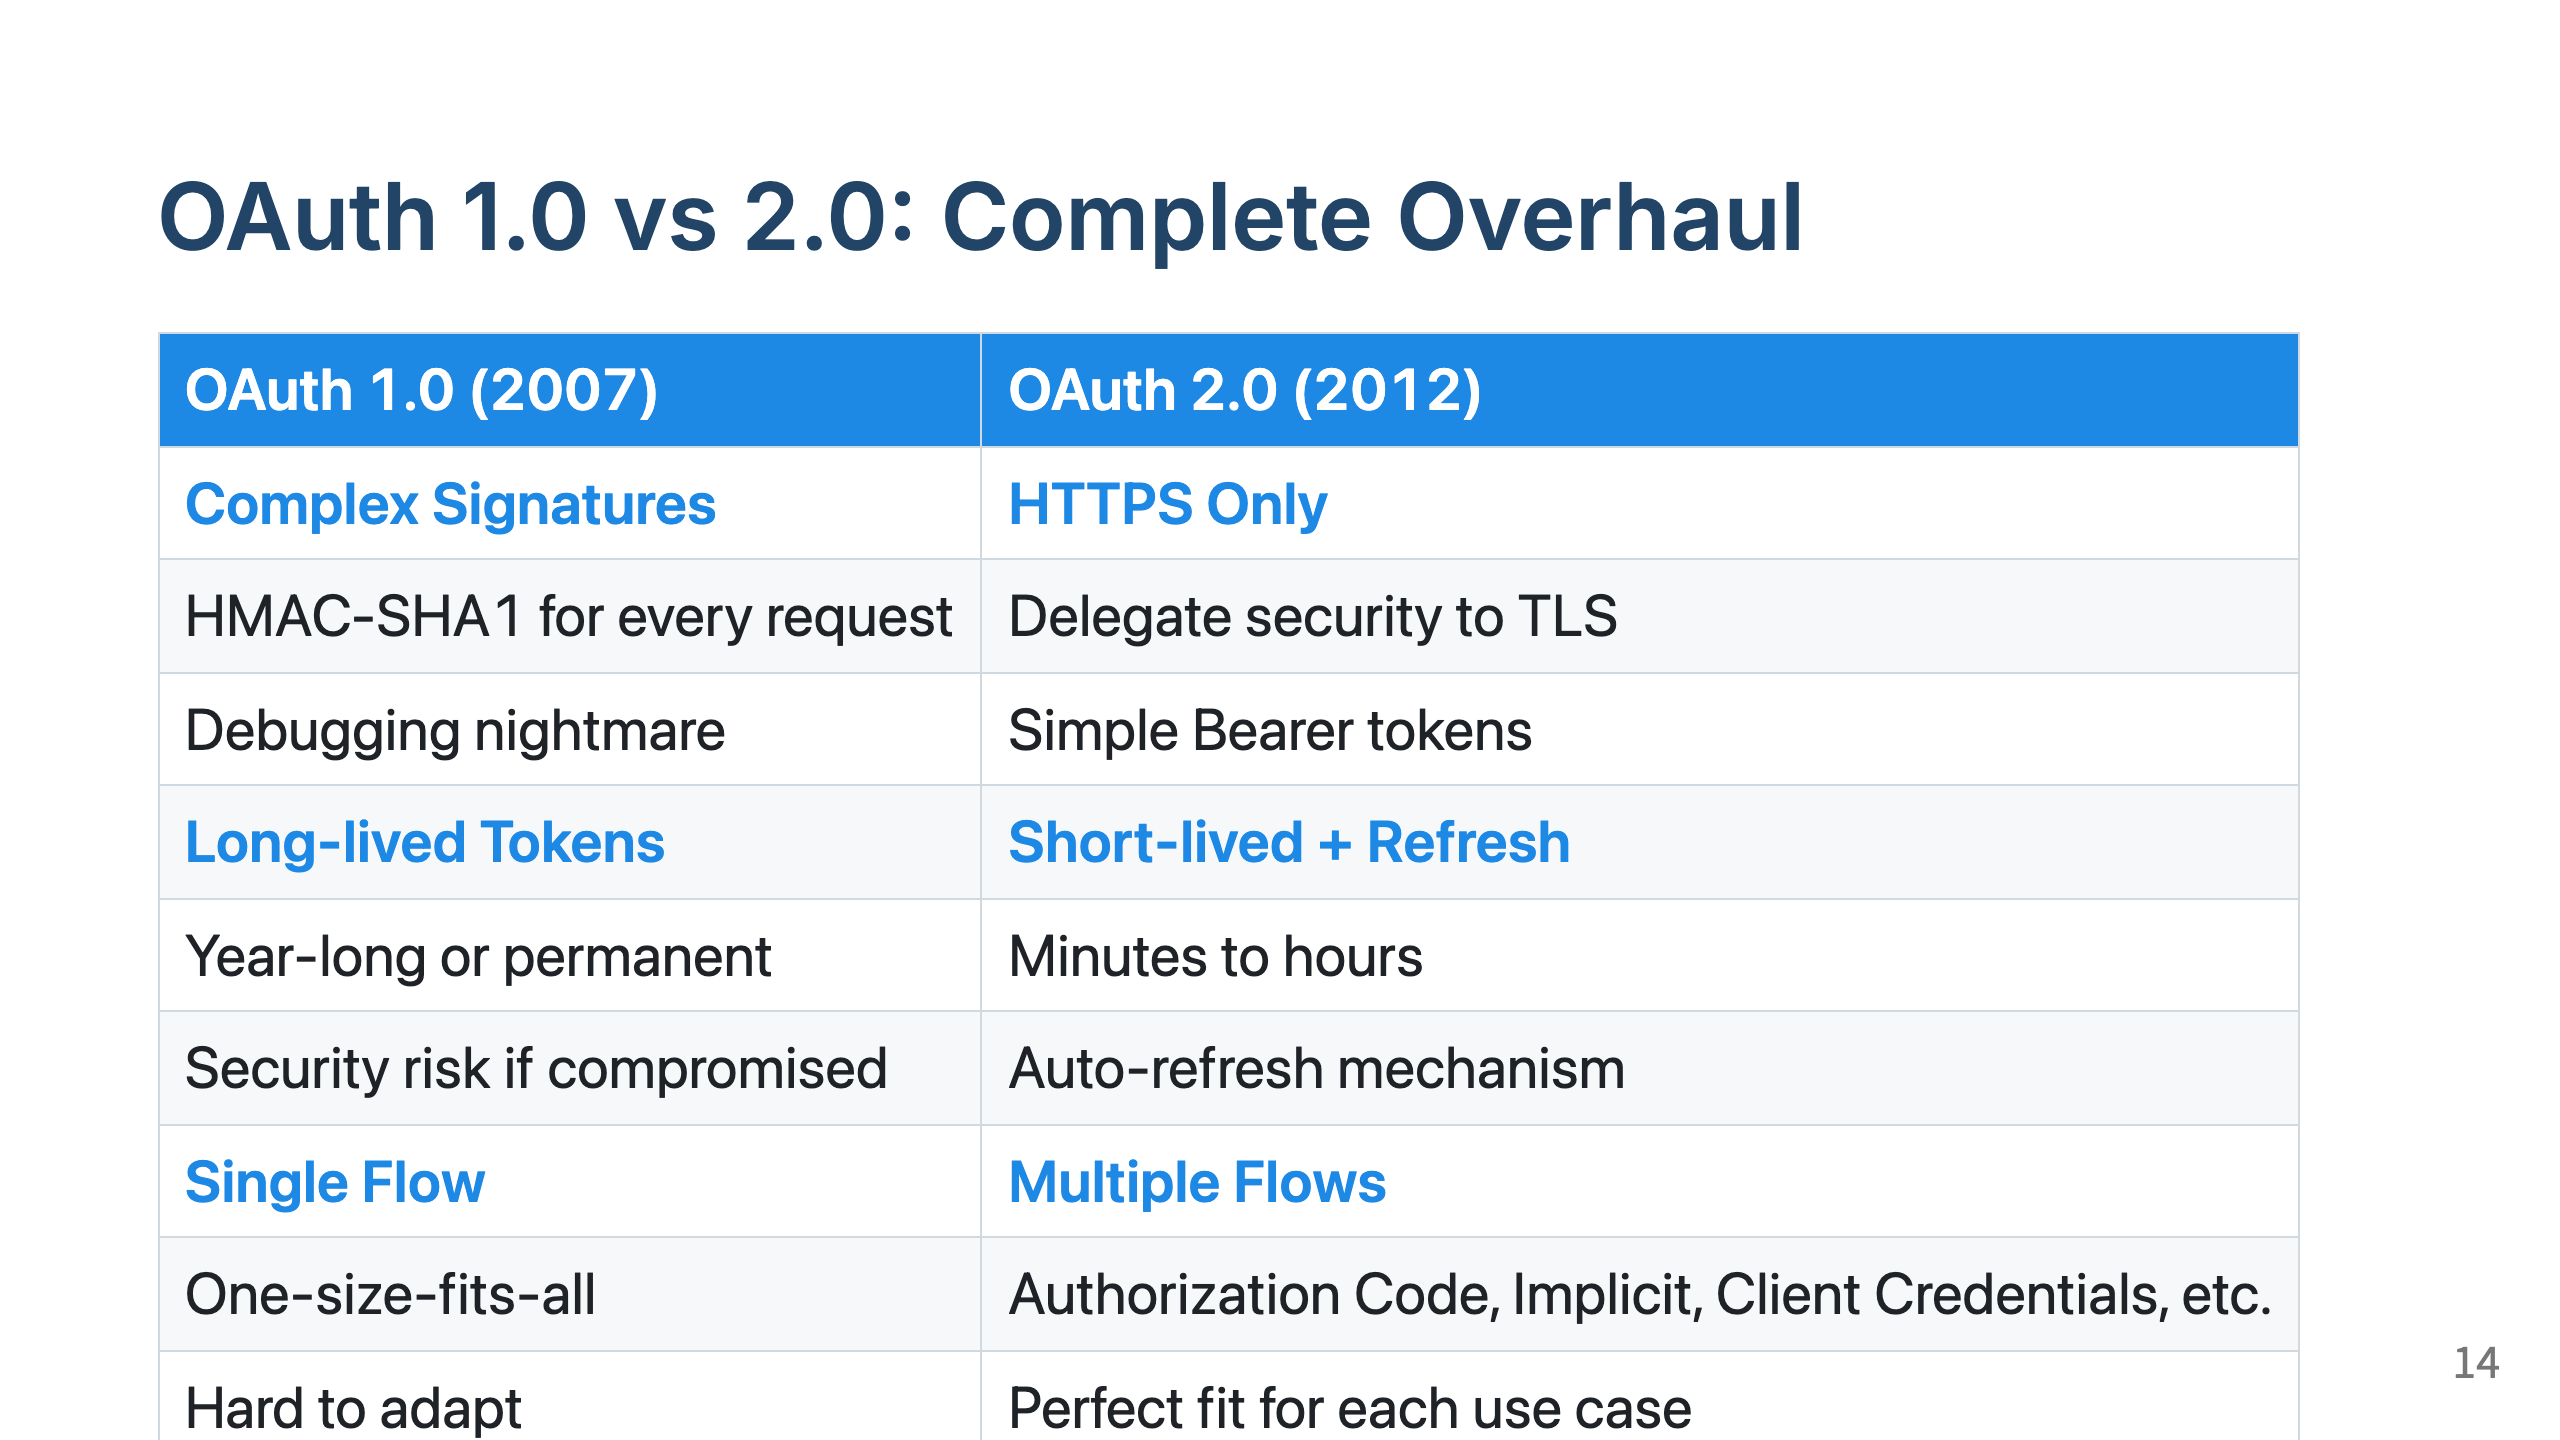 OAuth 1.0 vs 2.0: Complete Overhaul
OAuth 1.0 (2007) OAuth 2.0 (2012)
Complex Signatures HTTPS Only
HMAC-SHA1 for every request Delegate security to TLS
Debugging nightmare Simple Bearer tokens
Long-lived Tokens Short-lived + Refresh
Year-long or permanent Minutes to hours
Security risk if compromised Auto-refresh mechanism
Single Flow Multiple Flows
One-size-fits-all Authorization Code, Implicit, Client Credentials, etc.
Hard to adapt Perfect fit for each use case
14